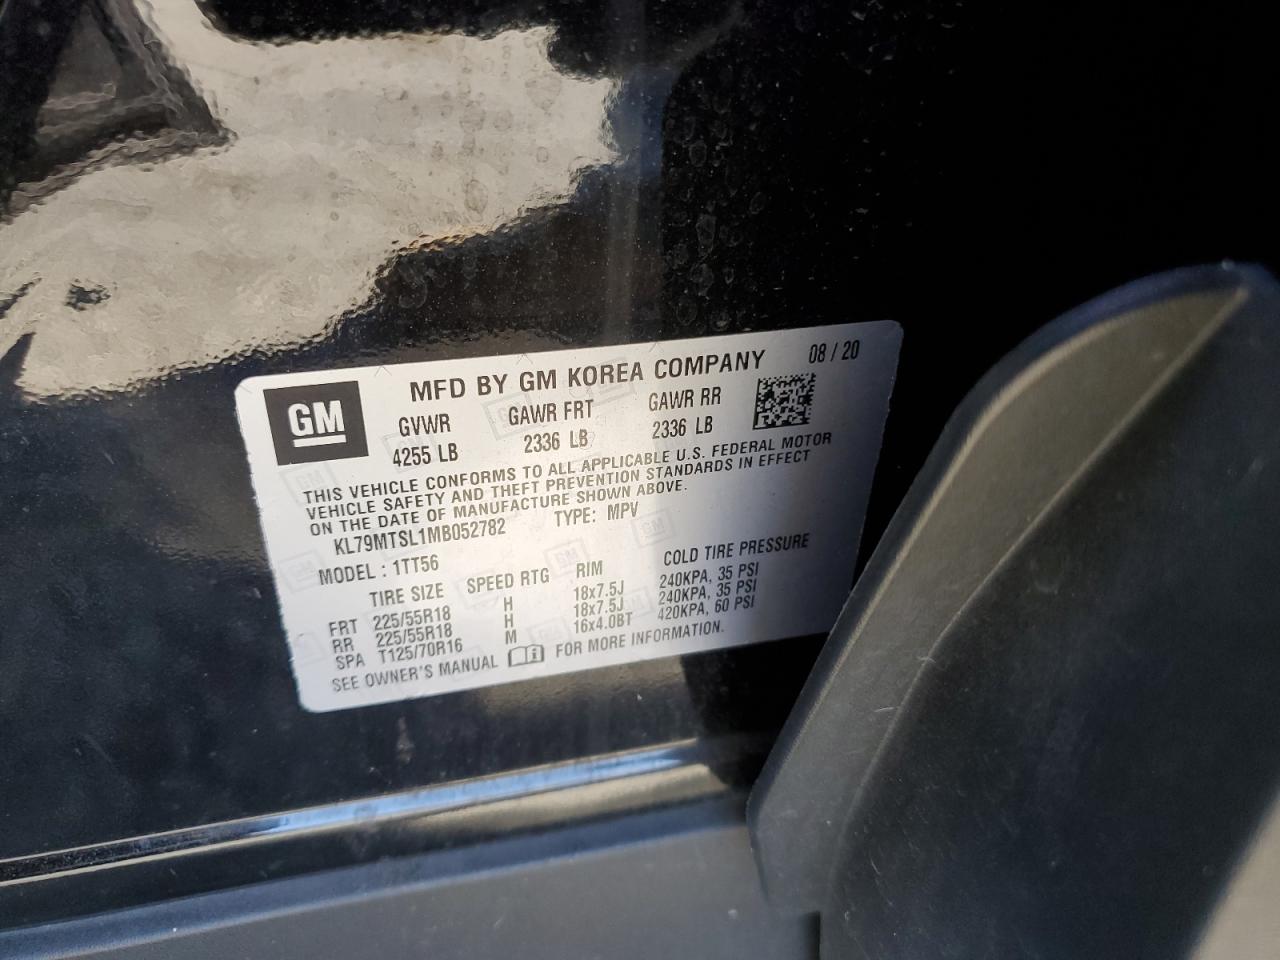 GM
MFD BY GM KOREA COMPANY 08 / 20
GVWR GAWR FRT GAWR RR
4255 LB 2336 LB 2336 LB
THIS VEHICLE CONFORMS TO ALL APPLICABLE U.S. FEDERAL MOTOR
VEHICLE SAFETY AND THEFT PREVENTION STANDARDS IN EFFECT
ON THE DATE OF MANUFACTURE SHOWN ABOVE.
KL79MTSL1MB052782 TYPE: MPV
MODEL : 1TT56
TIRE SIZE SPEED RTG RIM COLD TIRE PRESSURE
FRT 225/55R18 H 18x7.5J 240KPA, 35 PSI
RR 225/55R18 H 18x7.5J 240KPA, 35 PSI
SPA T125/70R16 M 16x4.0BT 420KPA, 60 PSI
SEE OWNER'S MANUAL FOR MORE INFORMATION.